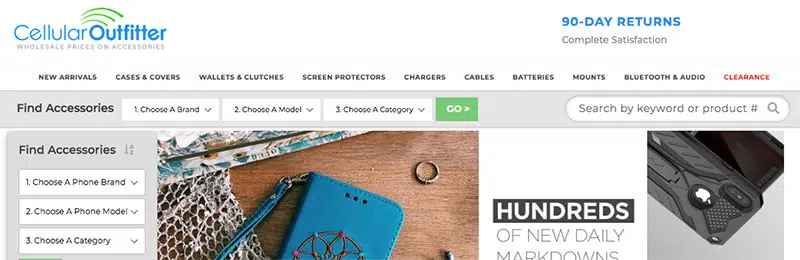 CellularOutfitter
WHOLESALE PRICES ON ACCESSORIES
90-DAY RETURNS
Complete Satisfaction
NEW ARRIVALS CASES & COVERS WALLETS & CLUTCHES SCREEN PROTECTORS CHARGERS CABLES BATTERIES MOUNTS BLUETOOTH & AUDIO CLEARANCE
Find Accessories 1. Choose A Brand 2. Choose A Model 3. Choose A Category GO > Search by keyword or product #
Find Accessories
1. Choose A Phone Brand
2. Choose A Phone Model
3. Choose A Category
HUNDREDS
OF NEW DAILY
MARKDOWNS